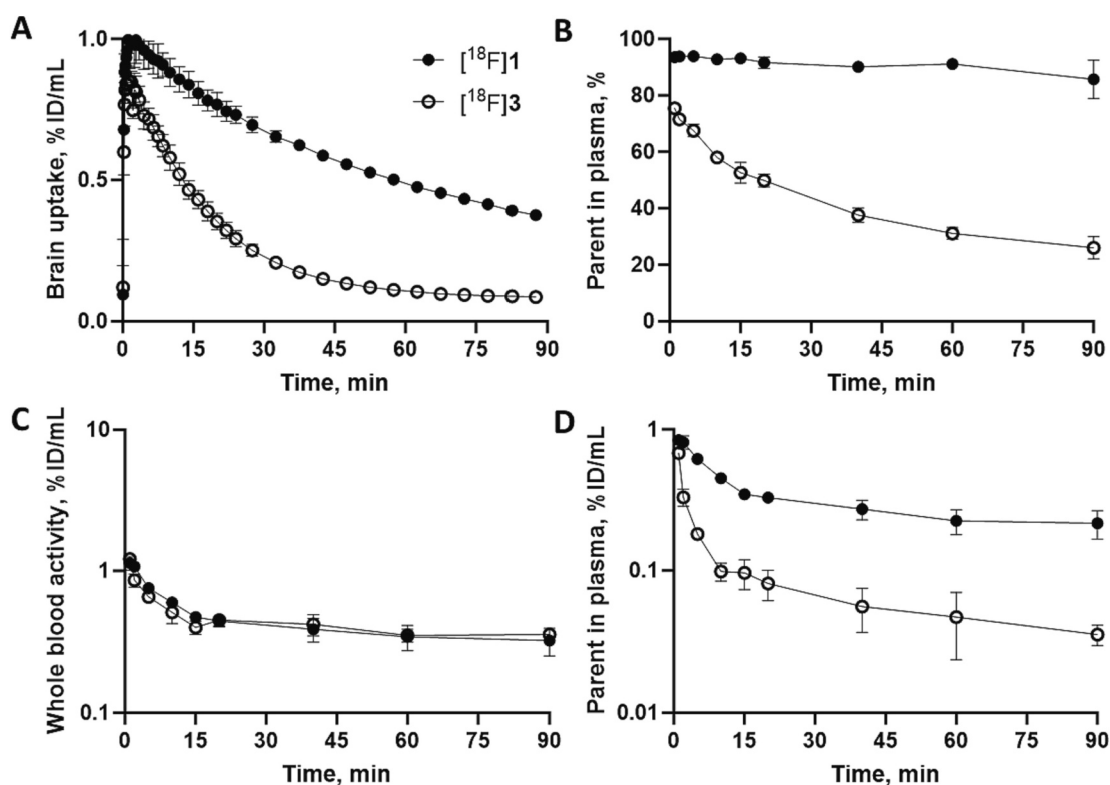 A
Brain uptake, % ID/mL
1.0
0.5
0.0
0 15 30 45 60 75 90
Time, min
[¹⁸F]1
[¹⁸F]3
B
Parent in plasma, %
100
80
60
40
20
0
0 15 30 45 60 75 90
Time, min
C
Whole blood activity, % ID/mL
10
1
0.1
0 15 30 45 60 75 90
Time, min
D
Parent in plasma, % ID/mL
1
0.1
0.01
0 15 30 45 60 75 90
Time, min